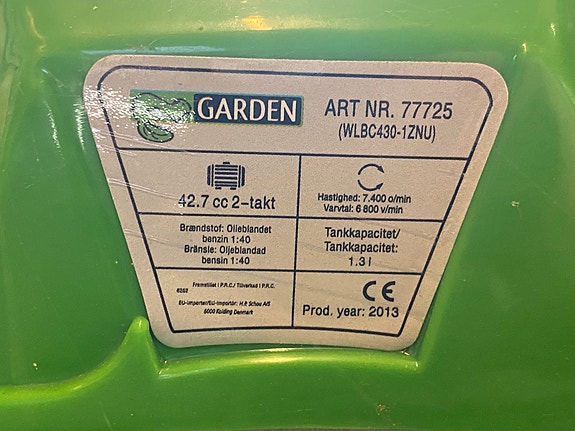 GARDEN
ART NR. 77725
(WLBC430-1ZNU)
42.7 cc 2-takt
Hastighed: 7.400 o/min
Varvtal: 6 800 v/min
Brændstof: Olieblandet
benzin 1:40
Bränsle: Oljeblandad
bensin 1:40
Tankkapacitet/
Tankkapacitet:
1.3 l
Fremstillet i P.R.C./ Tillverkad i P.R.C.
6262
EU-importør/EU-Importör: H.P. Schou A/S
6000 Kolding Denmark
CE
Prod. year: 2013